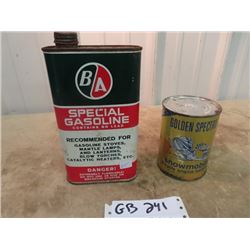 B/A
SPECIAL
GASOLINE
CONTAINS NO LEAD
RECOMMENDED FOR
GASOLINE STOVES,
MANTLE LAMPS,
AND LANTERNS,
BLOW TORCHES,
CATALYTIC HEATERS, ETC.
DANGER!
GOLDEN SPECTRO
snowmobile
GB 241